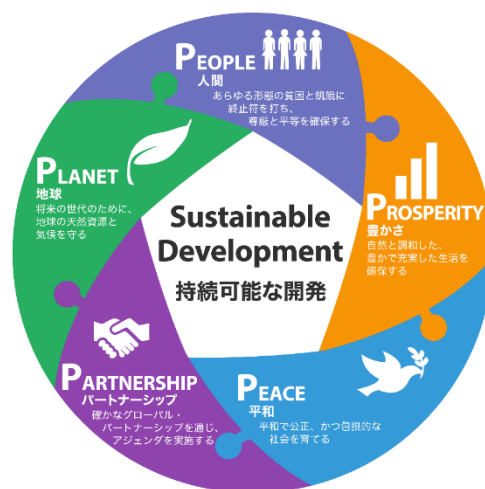 PEOPLE
人間
あらゆる形態の貧困と飢餓に
終止符を打ち、
尊厳と平等を確保する
PROSPERITY
豊かさ
自然と調和した、
豊かで充実した生活を
確保する
PEACE
平和
平和で公正、かつ包摂的な
社会を育てる
PARTNERSHIP
パートナーシップ
確かなグローバル・
パートナーシップを通じ、
アジェンダを実施する
PLANET
地球
将来の世代のために、
地球の天然資源と
気候を守る
Sustainable
Development
持続可能な開発